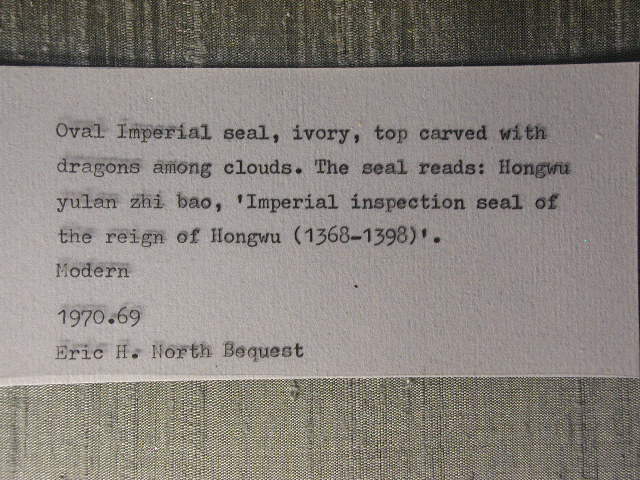 Oval Imperial seal, ivory, top carved with
dragons among clouds. The seal reads: Hongwu
yulan zhi bao, 'Imperial inspection seal of
the reign of Hongwu (1368-1398)'.
Modern
1970.69
Eric H. North Bequest